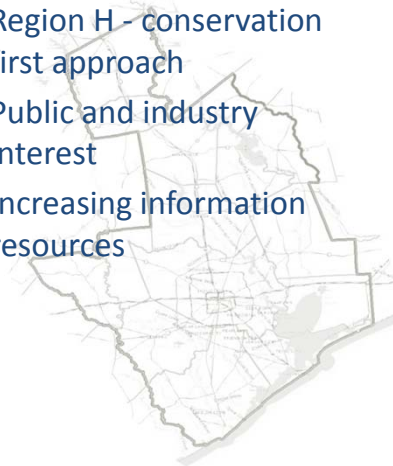 Region H - conservation
first approach
Public and industry
interest
Increasing information
resources